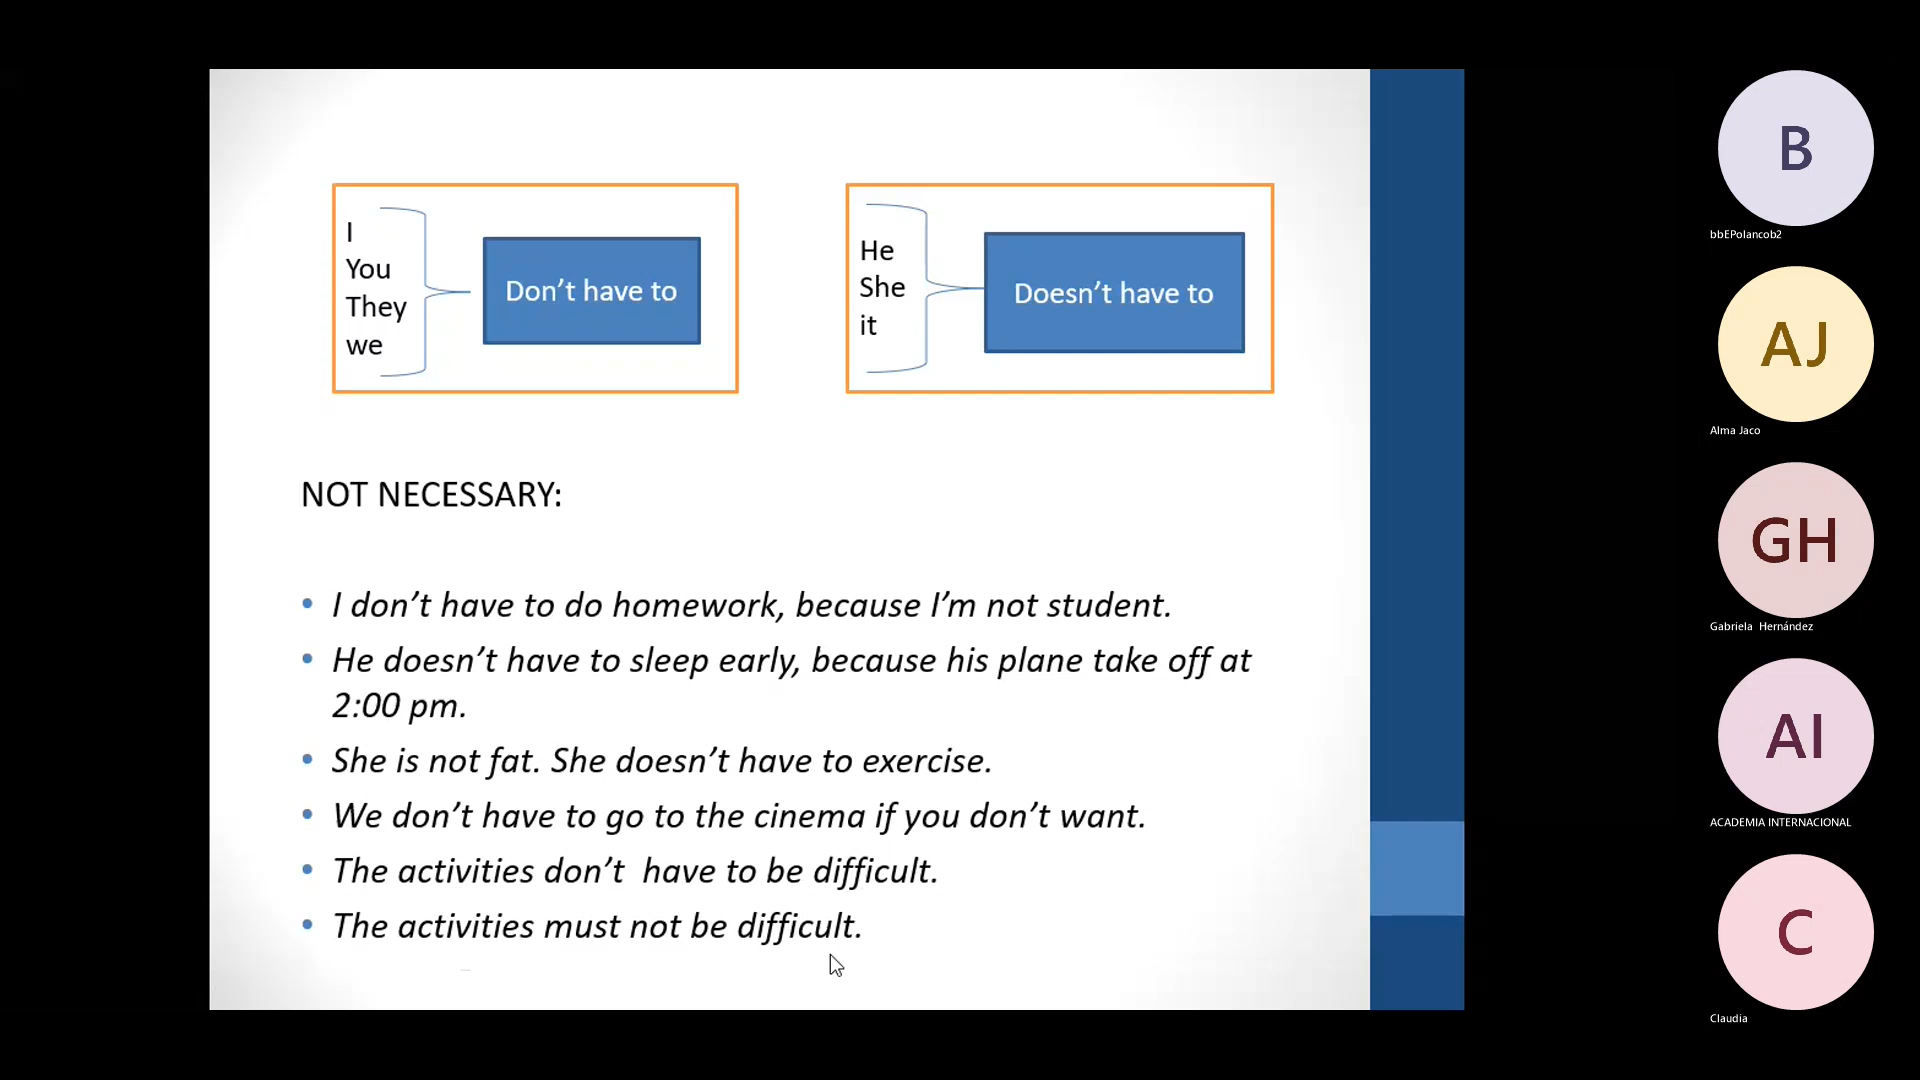 I
You
They
we
Don’t have to
He
She
it
Doesn’t have to
NOT NECESSARY:
• I don’t have to do homework, because I’m not student.
• He doesn’t have to sleep early, because his plane take off at
2:00 pm.
• She is not fat. She doesn’t have to exercise.
• We don’t have to go to the cinema if you don’t want.
• The activities don’t  have to be difficult.
• The activities must not be difficult.
B
bbEPolancob2
AJ
Alma Jaco
GH
Gabriela  Hernández
AI
ACADEMIA INTERNACIONAL
C
Claudia